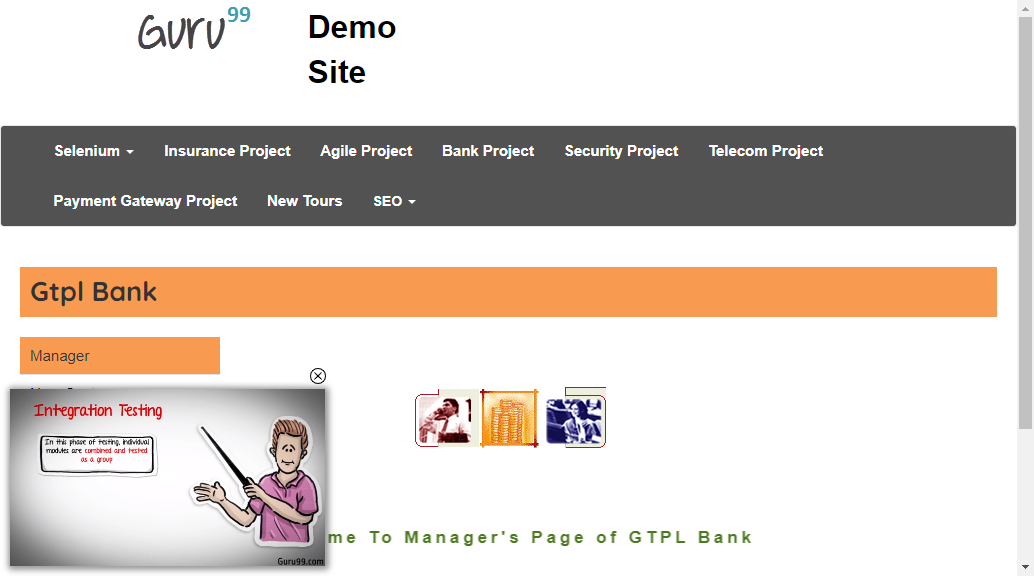 Guru99
Demo
Site
Selenium Insurance Project Agile Project Bank Project Security Project Telecom Project
Payment Gateway Project New Tours SEO
Gtpl Bank
Manager
Integration Testing
In this phase of testing, individual
modules are combined and tested
as a group
Guru99.com
me To Manager's Page of GTPL Bank